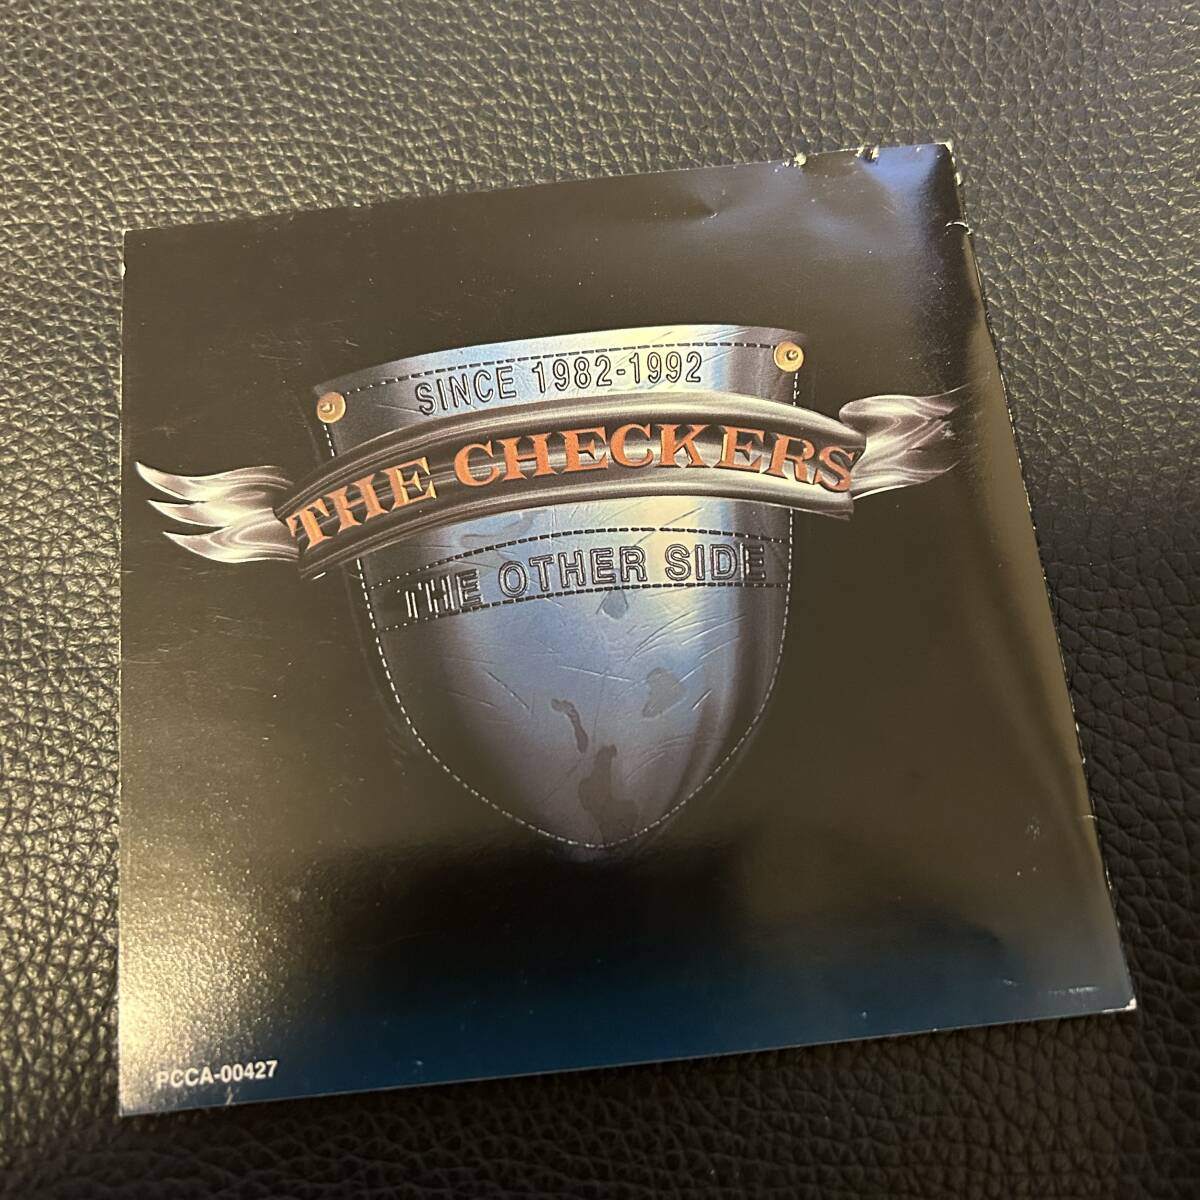 SINCE 1982-1992
THE CHECKERS
THE OTHER SIDE
PCCA-00427